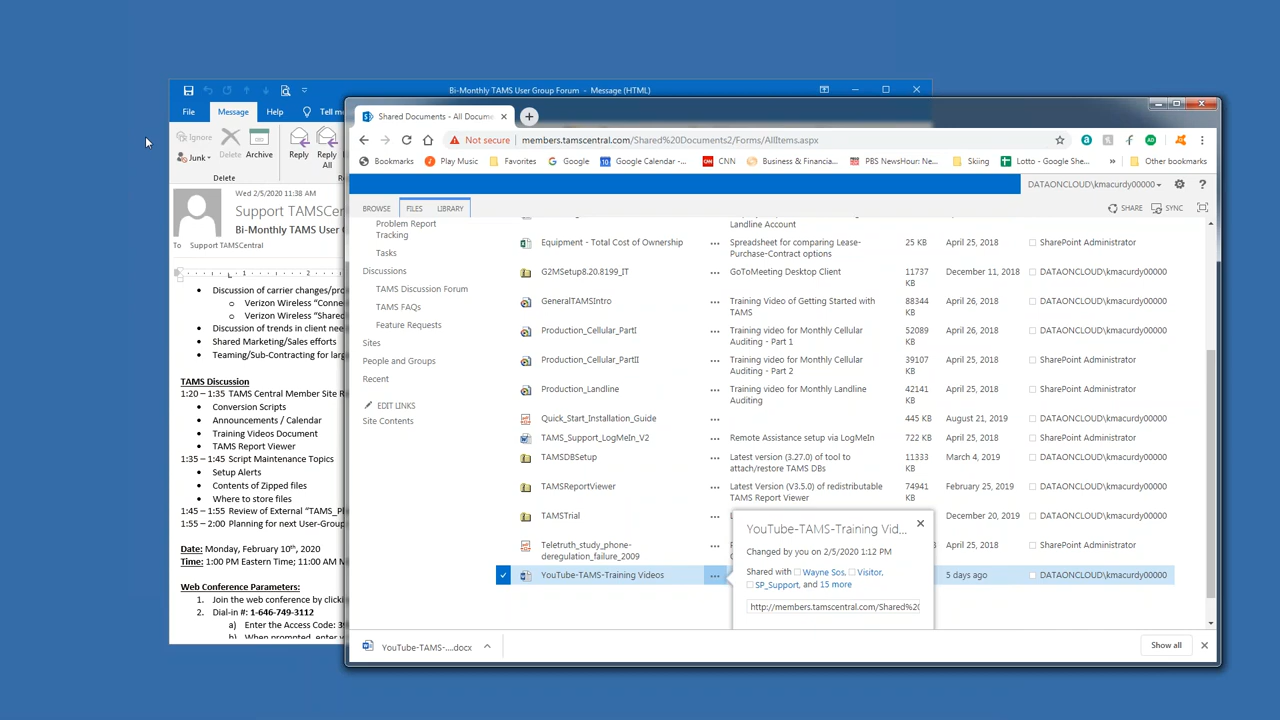 Bi-Monthly TAMS User Group Forum - Message (HTML)
File
Message
Help
Tell m
Ignore
Junk
Delete
Archive
Reply
Reply
All
Delete
Wed 2/5/2020 11:38 AM
Support TAMSCen
Bi-Monthly TAMS U
To Support TAMSCentral
1 2
Discussion of carrier changes/pro
Verizon Wireless “Connec
Verizon Wireless “Shared
Discussion of trends in client nee
Shared Marketing/Sales efforts
Teaming/Sub-Contracting for larg
TAMS Discussion
1:20 – 1:35 TAMS Central Member Site R
Conversion Scripts
Announcements / Calendar
Training Videos Document
TAMS Report Viewer
1:35 – 1:45 Script Maintenance Topics
Setup Alerts
Contents of Zipped files
Where to store files
1:45 – 1:55 Review of External “TAMS_Pl
1:55 – 2:00 Planning for next User-Group
Date: Monday, February 10th, 2020
Time: 1:00 PM Eastern Time; 11:00 AM M
Web Conference Parameters:
1. Join the web conference by clickin
2. Dial-in #: 1-646-749-3112
a) Enter the Access Code: 39
b) When prompted, enter y
Shared Documents - All Docume
Not secure members.tamscentral.com/Shared%20Documents2/Forms/AllItems.aspx
Bookmarks Play Music Favorites Google Google Calendar -... CNN Business & Financia... PBS NewsHour: New... Skiing Lotto - Google She... Other bookmarks
DATAONCLOUD\kmacurdy00000
BROWSE FILES LIBRARY
SHARE SYNC
Problem Report
Tracking
Tasks
Discussions
TAMS Discussion Forum
TAMS FAQs
Feature Requests
Sites
People and Groups
Recent
EDIT LINKS
Site Contents
Landline Account
Equipment - Total Cost of Ownership ... Spreadsheet for comparing Lease- 25 KB April 25, 2018 SharePoint Administrator
Purchase-Contract options
G2MSetup8.20.8199_IT ... GoToMeeting Desktop Client 11737 December 11, 2018 DATAONCLOUD\kmacurdy00000
KB
GeneralTAMSIntro ... Training Video of Getting Started with 88344 April 26, 2018 DATAONCLOUD\kmacurdy00000
TAMS KB
Production_Cellular_PartI ... Training video for Monthly Cellular 52089 April 26, 2018 SharePoint Administrator
Auditing - Part 1 KB
Production_Cellular_PartII ... Training video for Monthly Cellular 39107 April 26, 2018 SharePoint Administrator
Auditing - Part 2 KB
Production_Landline ... Training video for Monthly Landline 42141 April 26, 2018 SharePoint Administrator
Auditing KB
Quick_Start_Installation_Guide ... 445 KB August 21, 2019 SharePoint Administrator
TAMS_Support_LogMeIn_V2 ... Remote Assistance setup via LogMeIn 722 KB April 25, 2018 SharePoint Administrator
TAMSDBSetup ... Latest version (3.27.0) of tool to 11333 March 4, 2019 DATAONCLOUD\kmacurdy00000
attach/restore TAMS DBs KB
TAMSReportViewer ... Latest Version (V3.5.0) of redistributable 74941 February 25, 2019 DATAONCLOUD\kmacurdy00000
TAMS Report Viewer KB
TAMSTrial ... December 20, 2019 DATAONCLOUD\kmacurdy00000
Teletruth_study_phone- ... April 25, 2018 SharePoint Administrator
deregulation_failure_2009
YouTube-TAMS-Training Videos ... 5 days ago DATAONCLOUD\kmacurdy00000
YouTube-TAMS-Training Vid...
Changed by you on 2/5/2020 1:12 PM
Shared with Wayne Sos, Visitor,
SP_Support, and 15 more
http://members.tamscentral.com/Shared%20
YouTube-TAMS-....docx
Show all